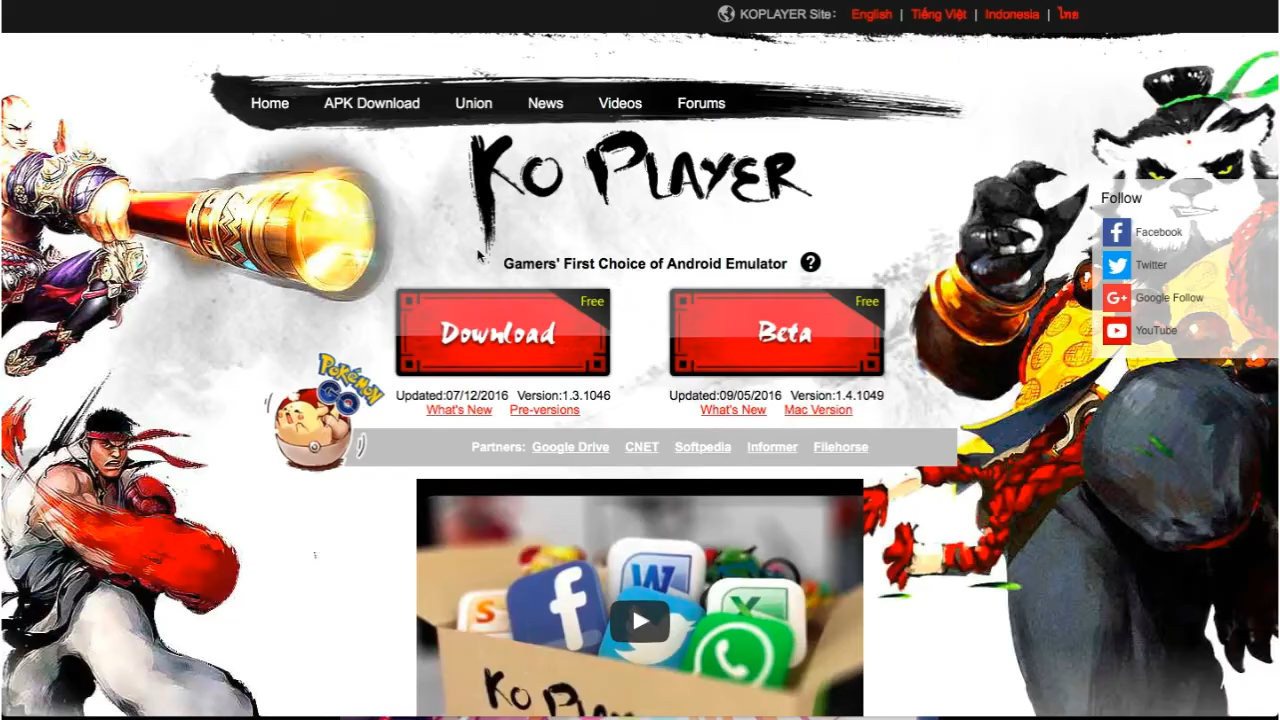 KOPLAYER Site: English | Tiếng Việt | Indonesia | ไทย
Home APK Download Union News Videos Forums
KO PLAYER
Gamers' First Choice of Android Emulator ?
Follow
Facebook
Twitter
Google Follow
YouTube
Free
Download
Free
Beta
Updated:07/12/2016 Version:1.3.1046
What's New Pre-versions
Updated:09/05/2016 Version:1.4.1049
What's New Mac Version
POKÉMON
GO
Partners: Google Drive CNET Softpedia Informer Filehorse
S
W
X
KO PLAYER